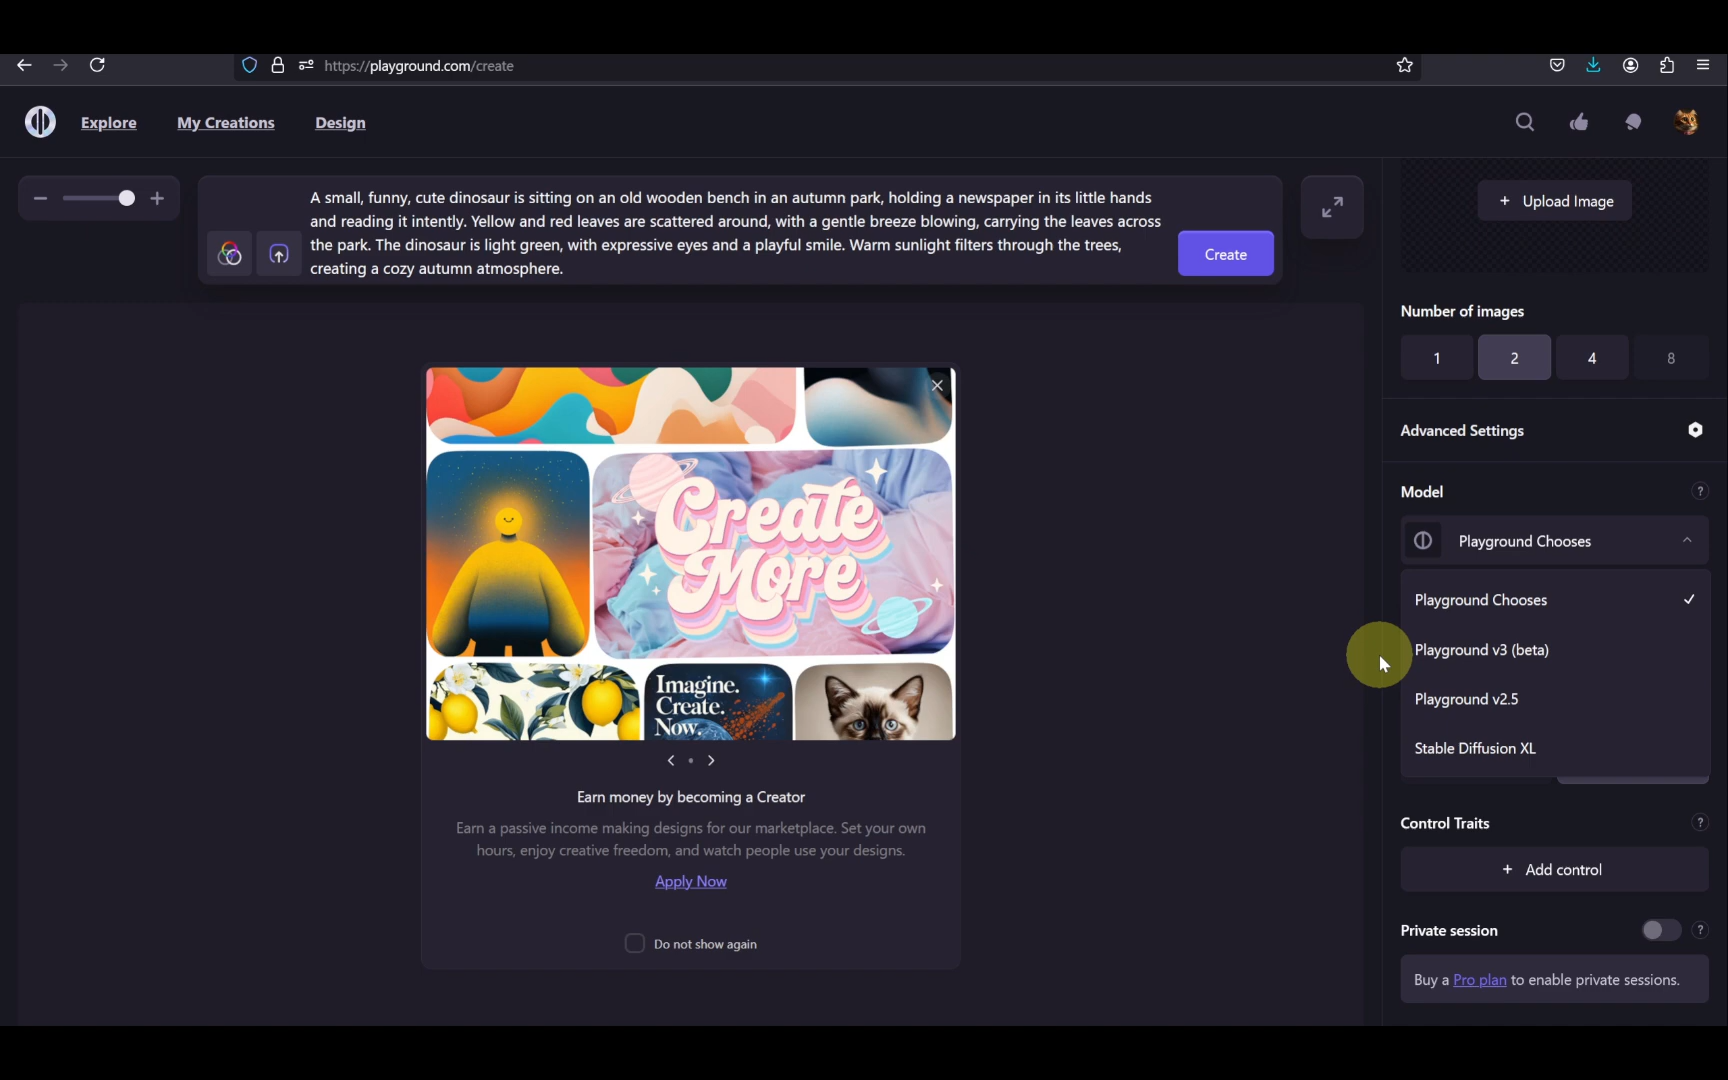 https://playground.com/create
Explore
My Creations
Design
A small, funny, cute dinosaur is sitting on an old wooden bench in an autumn park, holding a newspaper in its little hands
and reading it intently. Yellow and red leaves are scattered around, with a gentle breeze blowing, carrying the leaves across
the park. The dinosaur is light green, with expressive eyes and a playful smile. Warm sunlight filters through the trees,
creating a cozy autumn atmosphere.
Create
+ Upload Image
Number of images
1
2
4
8
Advanced Settings
Model
?
Playground Chooses
Playground Chooses
Playground v3 (beta)
Playground v2.5
Stable Diffusion XL
Control Traits
?
+ Add control
Private session
?
Buy a Pro plan to enable private sessions.
Create
More
Imagine.
Create.
Now.
Earn money by becoming a Creator
Earn a passive income making designs for our marketplace. Set your own
hours, enjoy creative freedom, and watch people use your designs.
Apply Now
Do not show again